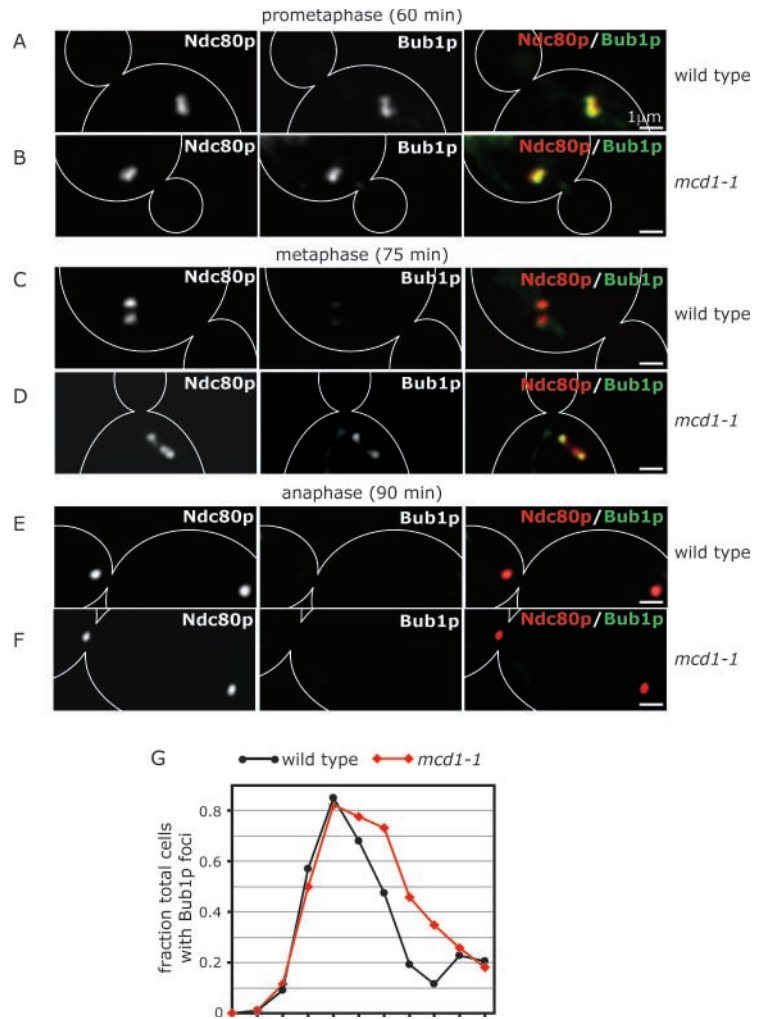 prometaphase (60 min)
A Ndc80p Bub1p Ndc80p/Bub1p wild type
1µm
B Ndc80p Bub1p Ndc80p/Bub1p mcd1-1
metaphase (75 min)
C Ndc80p Bub1p Ndc80p/Bub1p wild type
D Ndc80p Bub1p Ndc80p/Bub1p mcd1-1
anaphase (90 min)
E Ndc80p Bub1p Ndc80p/Bub1p wild type
F Ndc80p Bub1p Ndc80p/Bub1p mcd1-1
G wild type mcd1-1
fraction total cells
with Bub1p foci
0.8
0.6
0.4
0.2
0